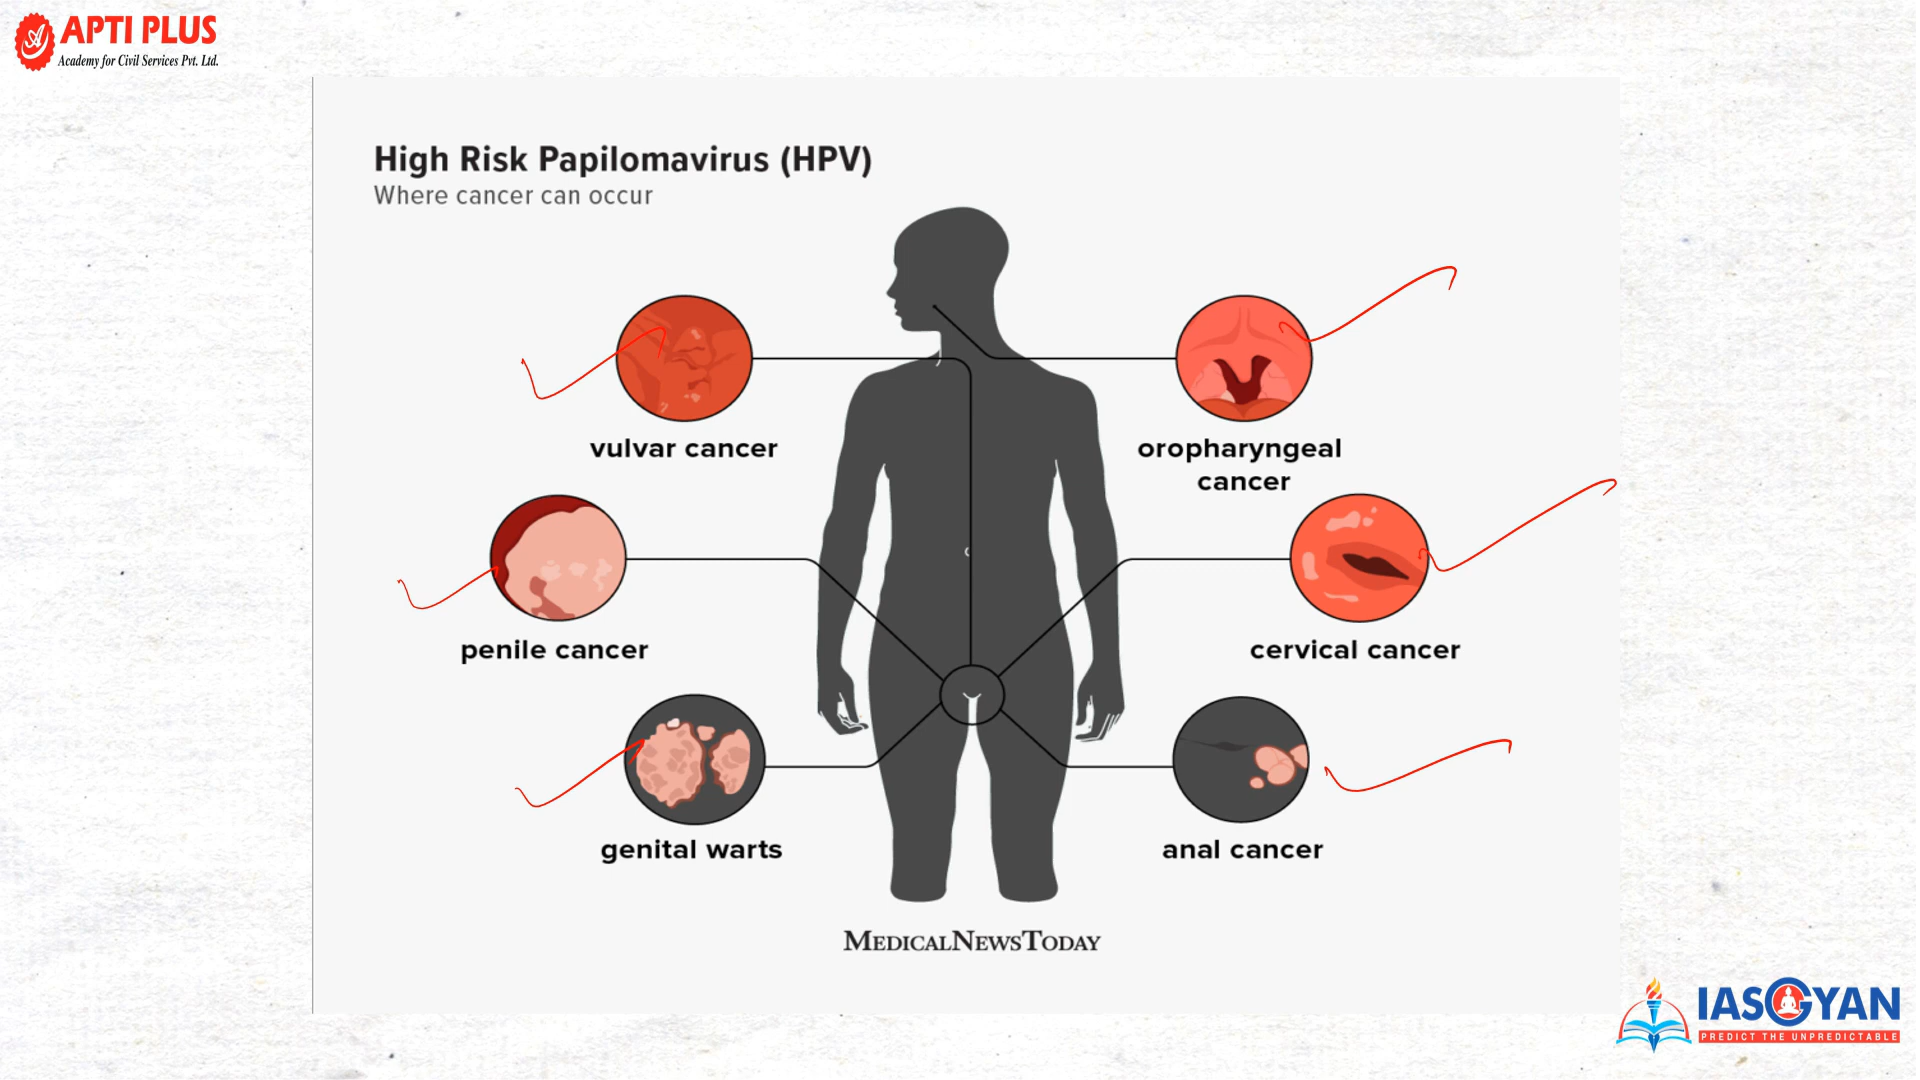 APTI PLUS
Academy for Civil Services Pvt. Ltd.
High Risk Papilomavirus (HPV)
Where cancer can occur
vulvar cancer
oropharyngeal
cancer
penile cancer
cervical cancer
genital warts
anal cancer
MEDICALNEWSTODAY
IASGYAN
PREDICT THE UNPREDICTABLE